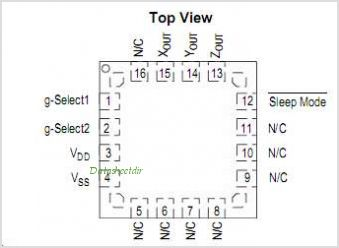 Top View
N/C
XOUT
YOUT
ZOUT
16 15 14 13
g-Select1 1
12 Sleep Mode
g-Select2 2
11 N/C
VDD 3
10 N/C
Datasheetdir
VSS 4
9 N/C
5 6 7 8
N/C
N/C
N/C
N/C